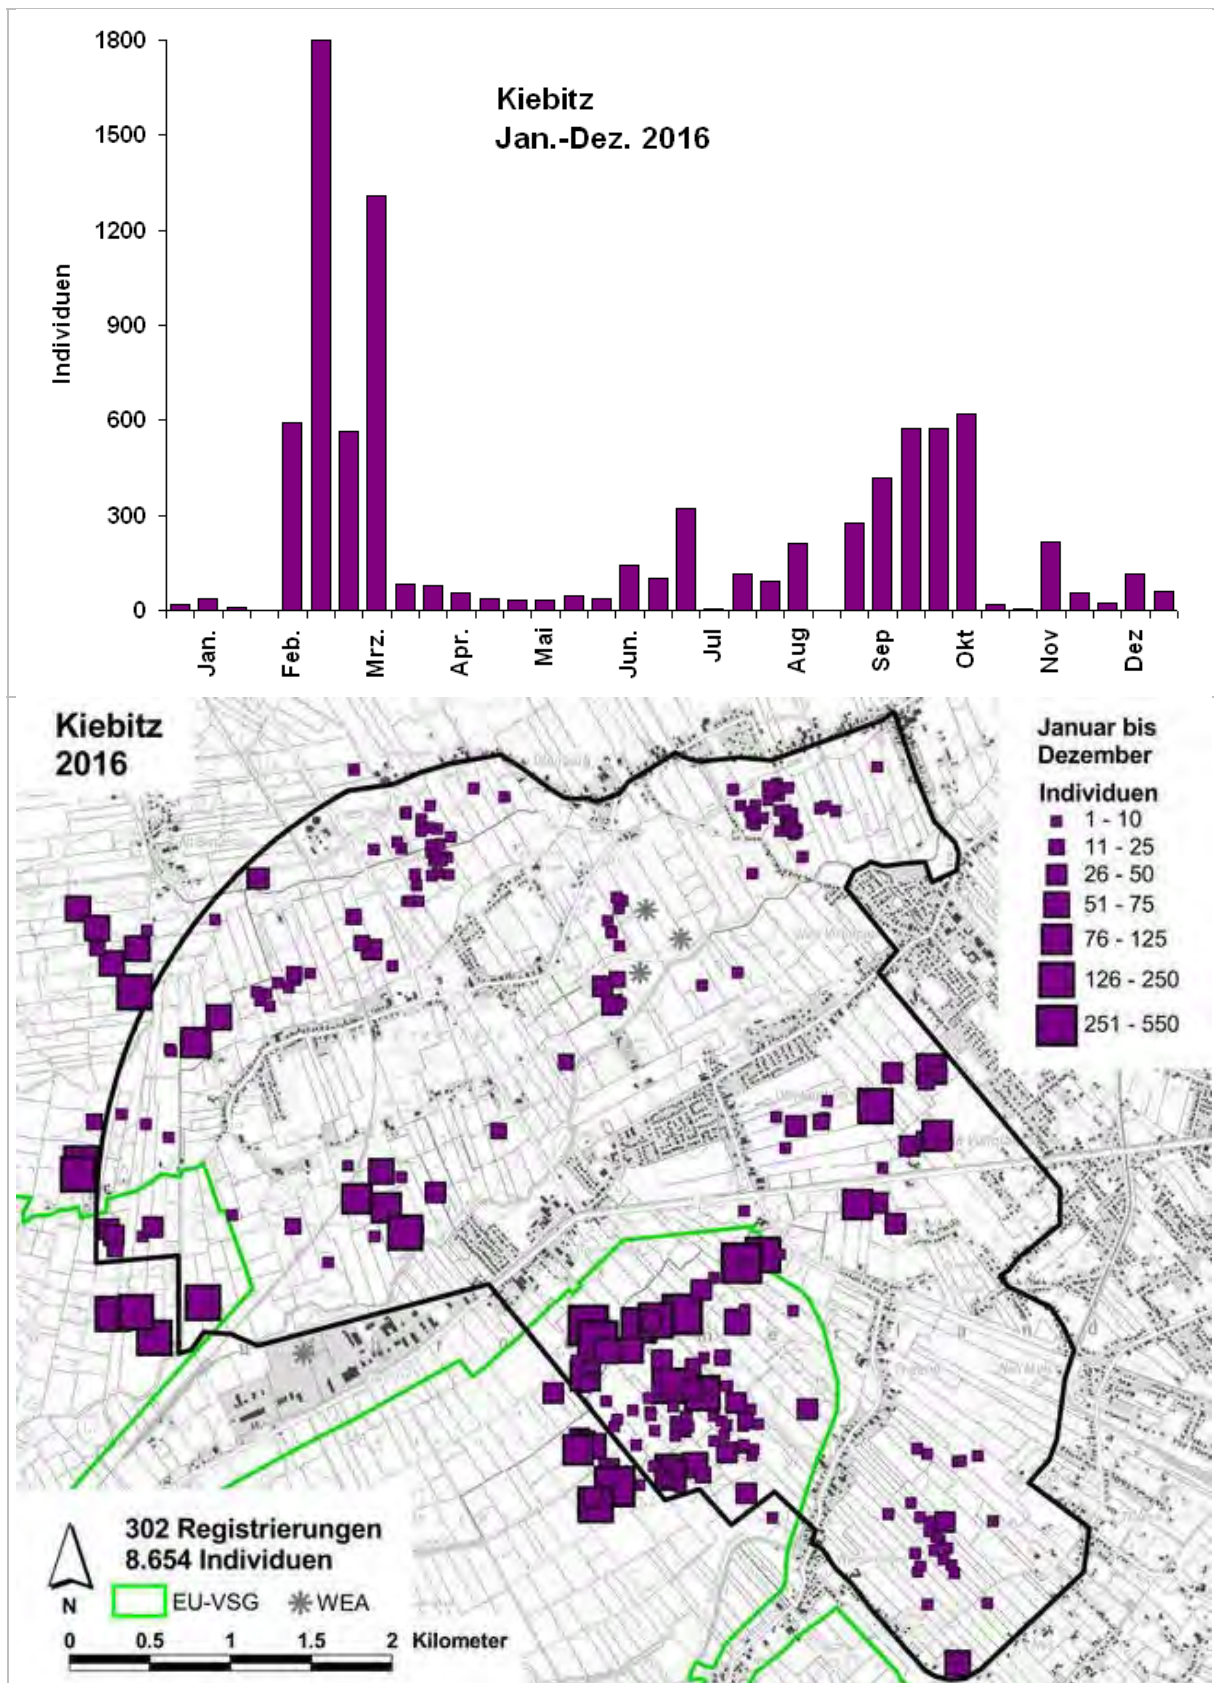 1800
1500
1200
900
600
300
0
Individuen
Kiebitz
Jan.-Dez. 2016
Jan.
Feb.
Mrz.
Apr.
Mai
Jun.
Jul
Aug
Sep
Okt
Nov
Dez
Kiebitz
2016
Januar bis
Dezember
Individuen
1 - 10
11 - 25
26 - 50
51 - 75
76 - 125
126 - 250
251 - 550
302 Registrierungen
8.654 Individuen
EU-VSG
WEA
N
0 0.5 1 1.5 2 Kilometer